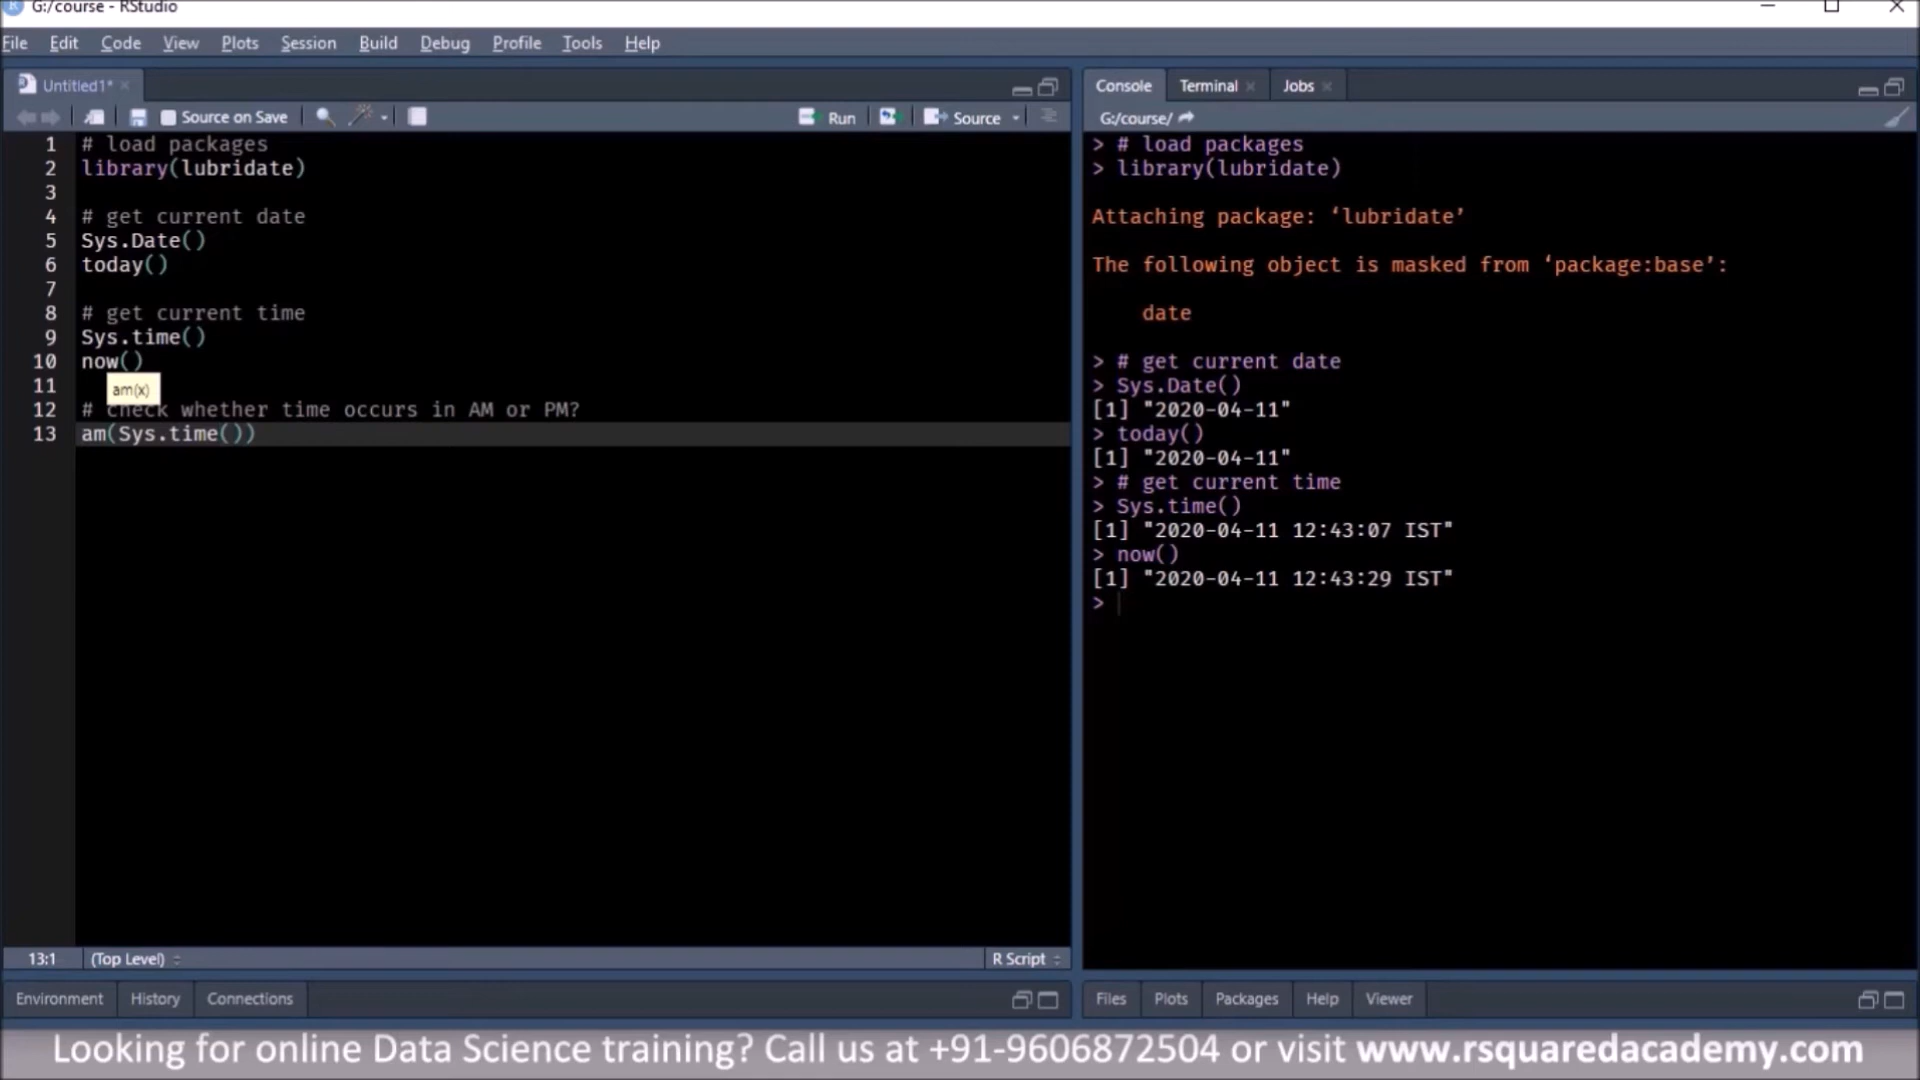 G:/course - RStudio
File Edit Code View Plots Session Build Debug Profile Tools Help
Untitled1*
Source on Save Run Source
1 # load packages
2 library(lubridate)
3
4 # get current date
5 Sys.Date()
6 today()
7
8 # get current time
9 Sys.time()
10 now()
11
am(x)
12 # check whether time occurs in AM or PM?
13 am(Sys.time())
13:1 (Top Level) R Script
Environment History Connections
Console Terminal Jobs
G:/course/
> # load packages
> library(lubridate)
Attaching package: ‘lubridate’
The following object is masked from ‘package:base’:
date
> # get current date
> Sys.Date()
[1] "2020-04-11"
> today()
[1] "2020-04-11"
> # get current time
> Sys.time()
[1] "2020-04-11 12:43:07 IST"
> now()
[1] "2020-04-11 12:43:29 IST"
>
Files Plots Packages Help Viewer
Looking for online Data Science training? Call us at +91-9606872504 or visit www.rsquaredacademy.com